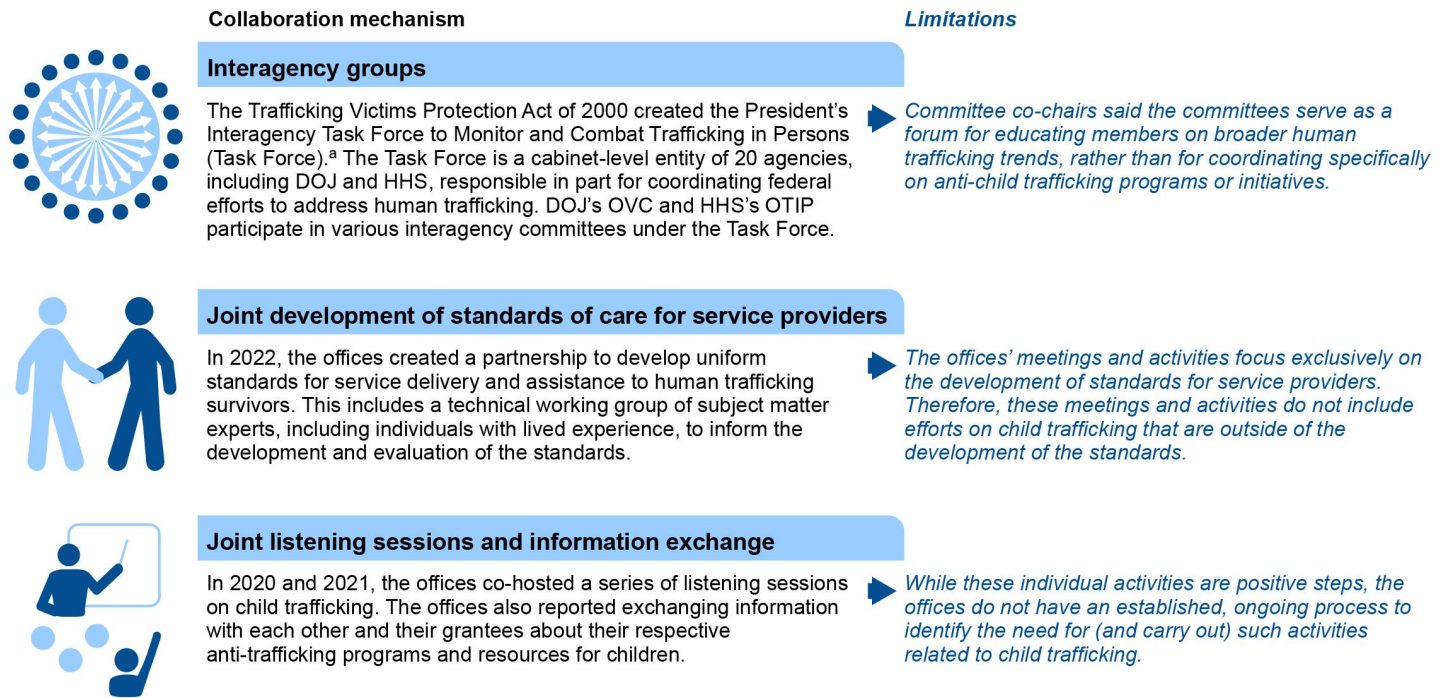 Collaboration mechanism
Limitations
Interagency groups
The Trafficking Victims Protection Act of 2000 created the President’s
Interagency Task Force to Monitor and Combat Trafficking in Persons
(Task Force).ª The Task Force is a cabinet-level entity of 20 agencies,
including DOJ and HHS, responsible in part for coordinating federal
efforts to address human trafficking. DOJ’s OVC and HHS’s OTIP
participate in various interagency committees under the Task Force.
Committee co-chairs said the committees serve as a
forum for educating members on broader human
trafficking trends, rather than for coordinating specifically
on anti-child trafficking programs or initiatives.
Joint development of standards of care for service providers
In 2022, the offices created a partnership to develop uniform
standards for service delivery and assistance to human trafficking
survivors. This includes a technical working group of subject matter
experts, including individuals with lived experience, to inform the
development and evaluation of the standards.
The offices’ meetings and activities focus exclusively on
the development of standards for service providers.
Therefore, these meetings and activities do not include
efforts on child trafficking that are outside of the
development of the standards.
Joint listening sessions and information exchange
In 2020 and 2021, the offices co-hosted a series of listening sessions
on child trafficking. The offices also reported exchanging information
with each other and their grantees about their respective
anti-trafficking programs and resources for children.
While these individual activities are positive steps, the
offices do not have an established, ongoing process to
identify the need for (and carry out) such activities
related to child trafficking.